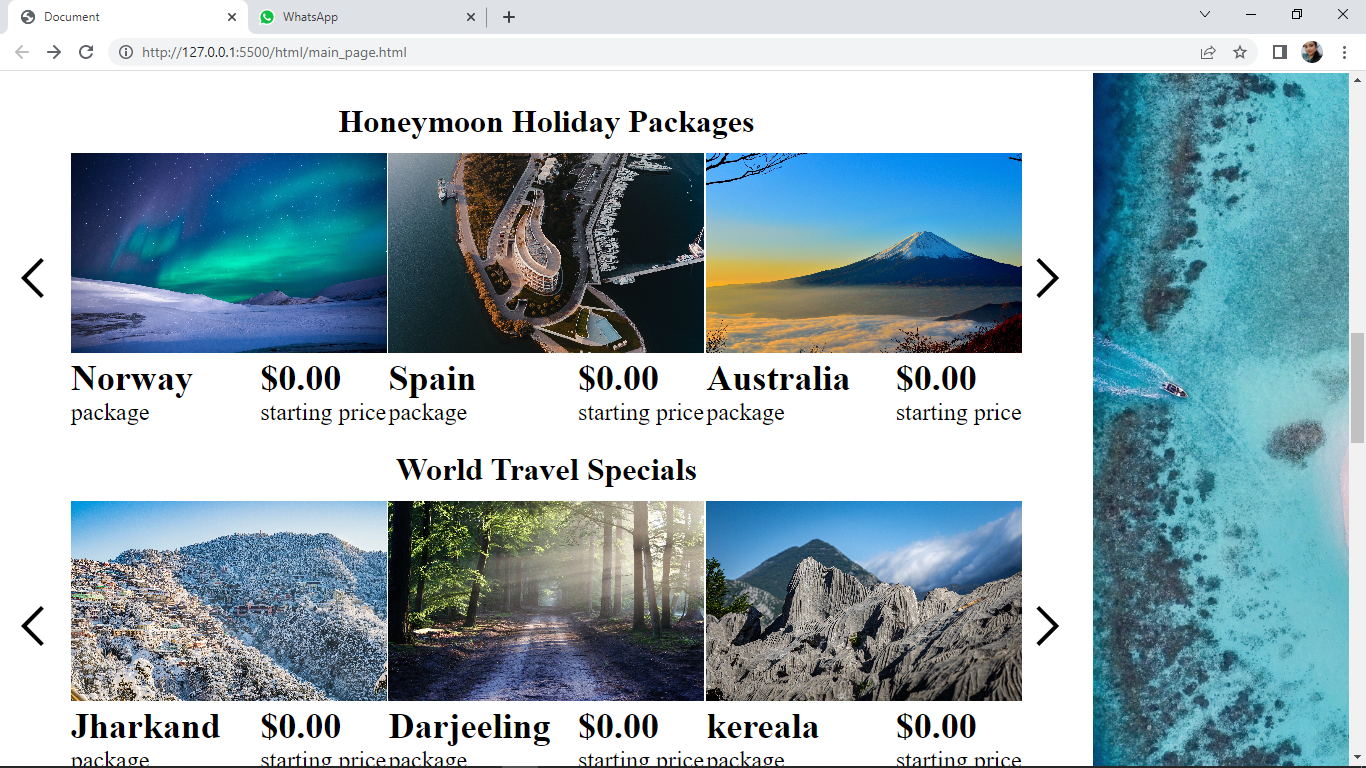 Document
WhatsApp
http://127.0.0.1:5500/html/main_page.html
Honeymoon Holiday Packages
Norway $0.00 Spain $0.00 Australia $0.00
package starting price package starting price package starting price
World Travel Specials
Jharkand $0.00 Darjeeling $0.00 kereala $0.00
package starting price package starting price package starting price